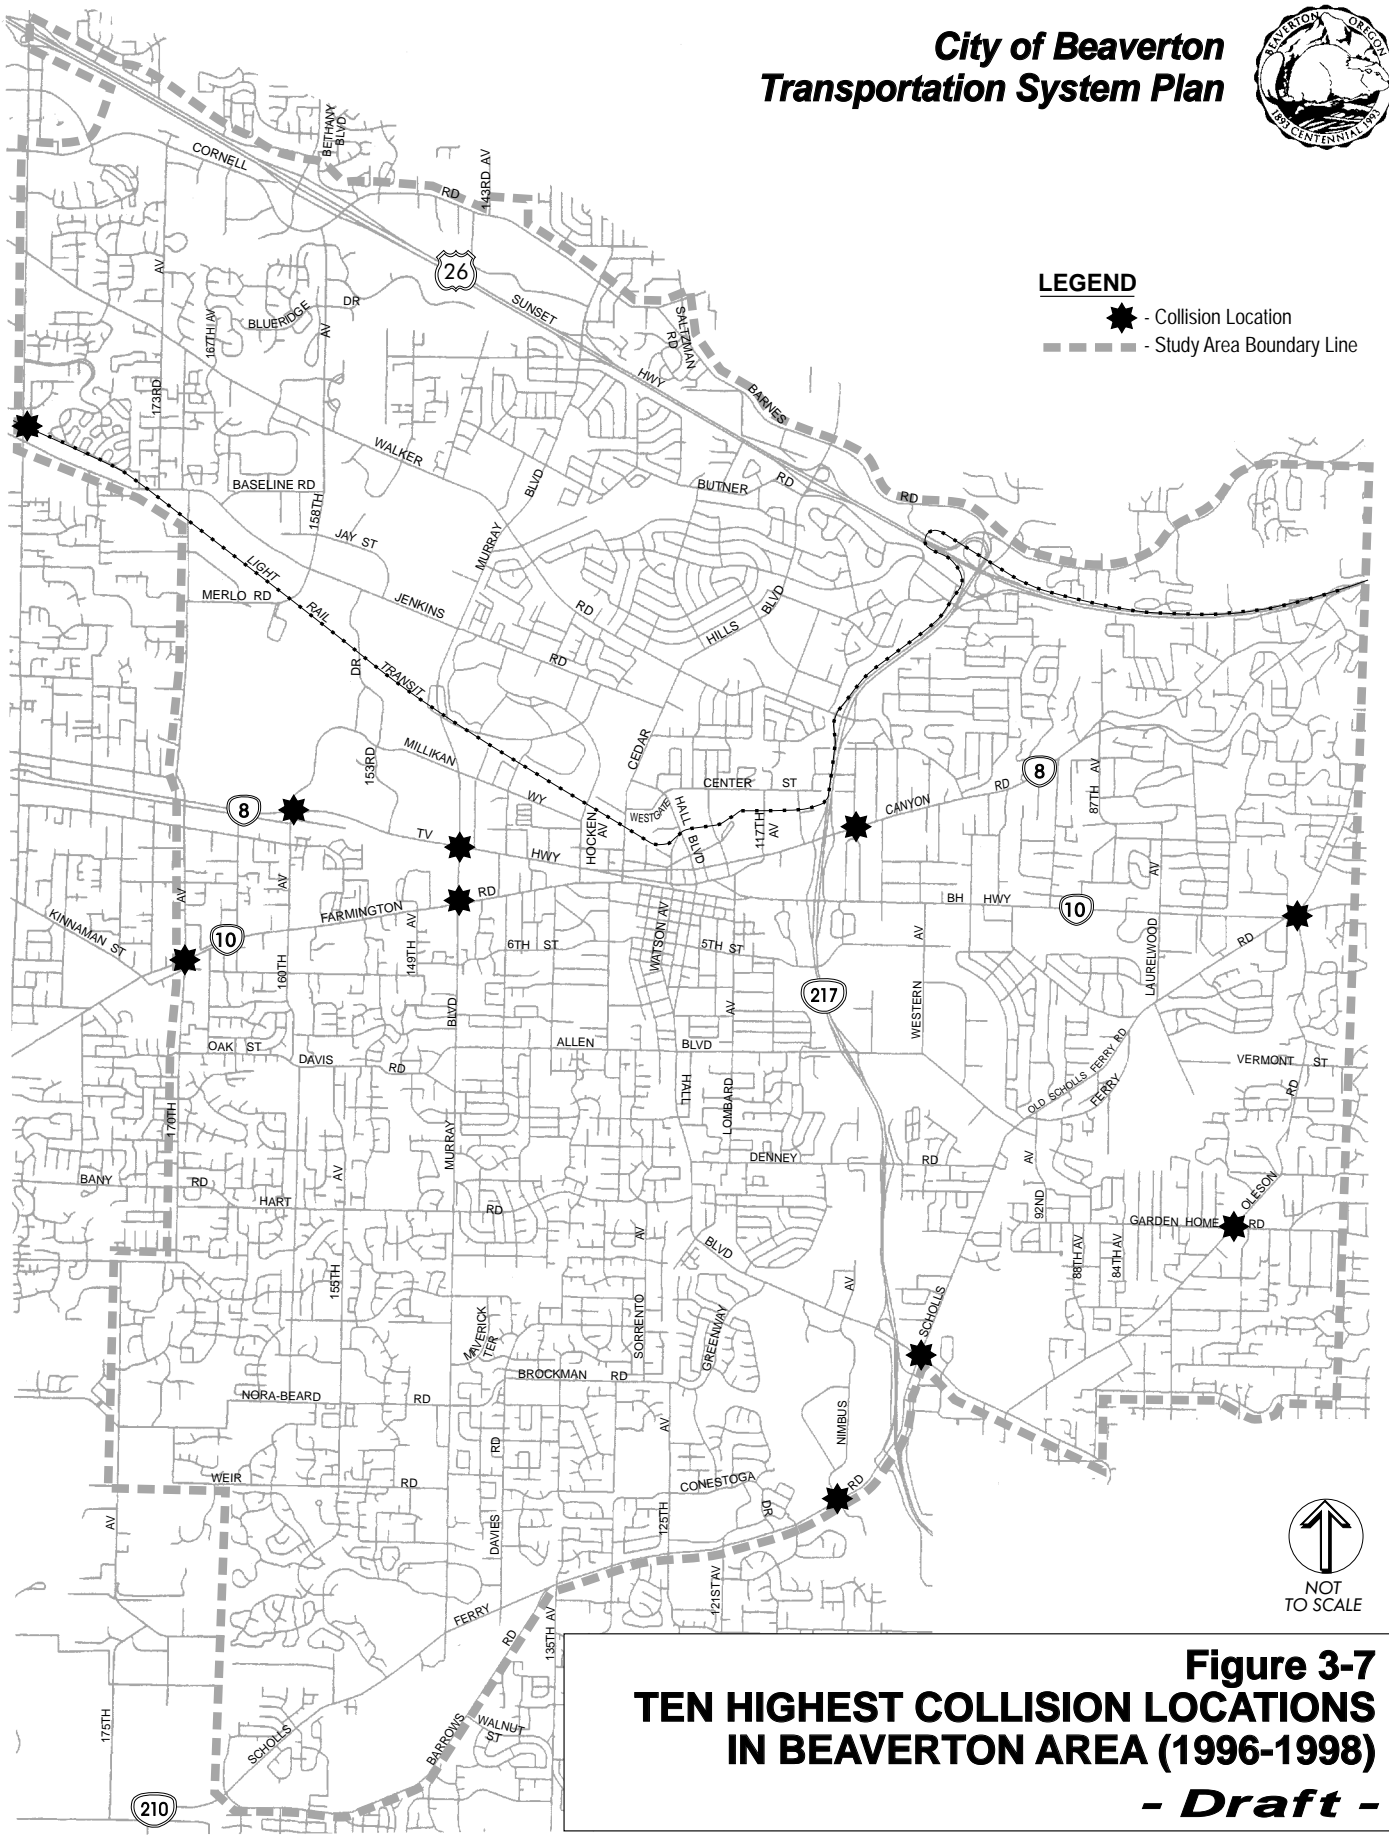 City of Beaverton
Transportation System Plan
BEAVERTON OREGON
1893 CENTENNIAL 1993
LEGEND
- Collision Location
- Study Area Boundary Line
BETHANY
BLVD
CORNELL
RD
143RD AV
26
SUNSET
HWY
AV
BLUERIDGE
DR
167TH AV
AV
SALTZMAN
RD
173RD
BARNES
WALKER
BLVD
BUTNER
RD
RD
BASELINE RD
158TH
JAY ST
MURRAY
LIGHT
MERLO RD
RAIL
JENKINS
RD
BLVD
HILLS
RD
DR
TRANSIT
CEDAR
MILLIKAN
153RD
WY
CENTER ST
8
RD
87TH AV
CANYON
WESTGATE
HALL
BLVD
117TH
AV
8
TV
HWY
HOCKEN
AV
AV
AV
AV
FARMINGTON
RD
BH HWY
10
KINNAMAN ST
10
149TH AV
6TH ST
WATSON AV
5TH ST
AV
LAURELWOOD
RD
160TH
BLVD
217
AV
WESTERN
OAK ST
DAVIS
RD
ALLEN
BLVD
OLD SCHOLLS FERRY RD
FERRY
VERMONT ST
RD
HALL
LOMBARD
170TH
MURRAY
BANY
RD
AV
DENNEY
RD
AV
HART
RD
92ND
OLESON
GARDEN HOME
RD
AV
BLVD
88TH AV
84TH AV
155TH
AV
SCHOLLS
MAVERICK
TER
SORRENTO
GREENWAY
BROCKMAN RD
NORA-BEARD
RD
AV
NIMBUS
RD
WEIR
RD
CONESTOGA
DR
RD
AV
DAVIES
125TH
121ST AV
FERRY
RD
135TH AV
NOT
TO SCALE
175TH
SCHOLLS
BARROWS
WALNUT
ST
210
Figure 3-7
TEN HIGHEST COLLISION LOCATIONS
IN BEAVERTON AREA (1996-1998)
- Draft -